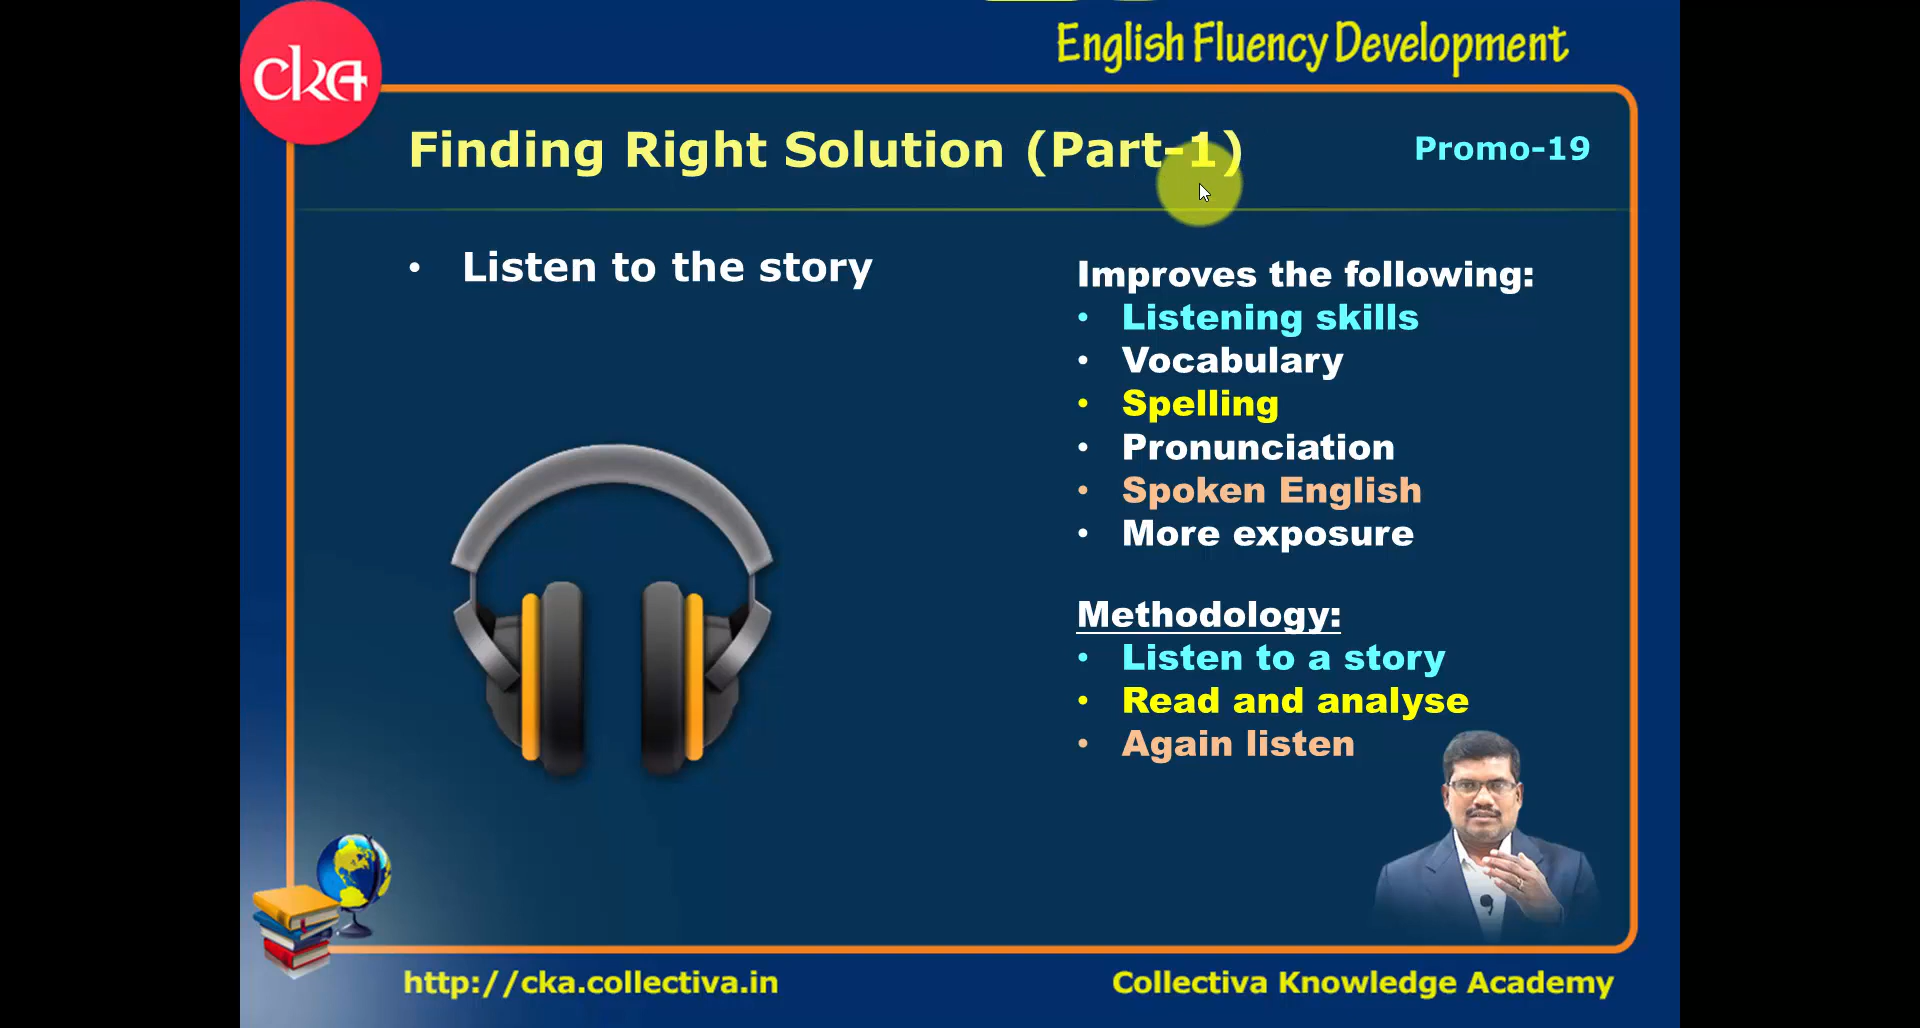 cka
English Fluency Development
Finding Right Solution (Part-1)
Promo-19
• Listen to the story
Improves the following:
• Listening skills
• Vocabulary
• Spelling
• Pronunciation
• Spoken English
• More exposure
Methodology:
• Listen to a story
• Read and analyse
• Again listen
http://cka.collectiva.in
Collectiva Knowledge Academy